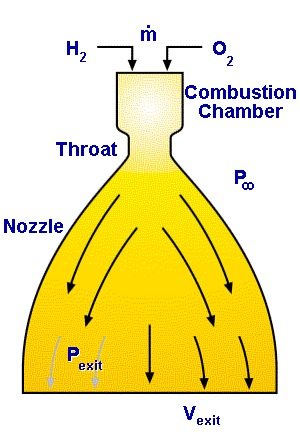 ṁ
H₂
O₂
Combustion
Chamber
Throat
P∞
Nozzle
Pexit
Vexit